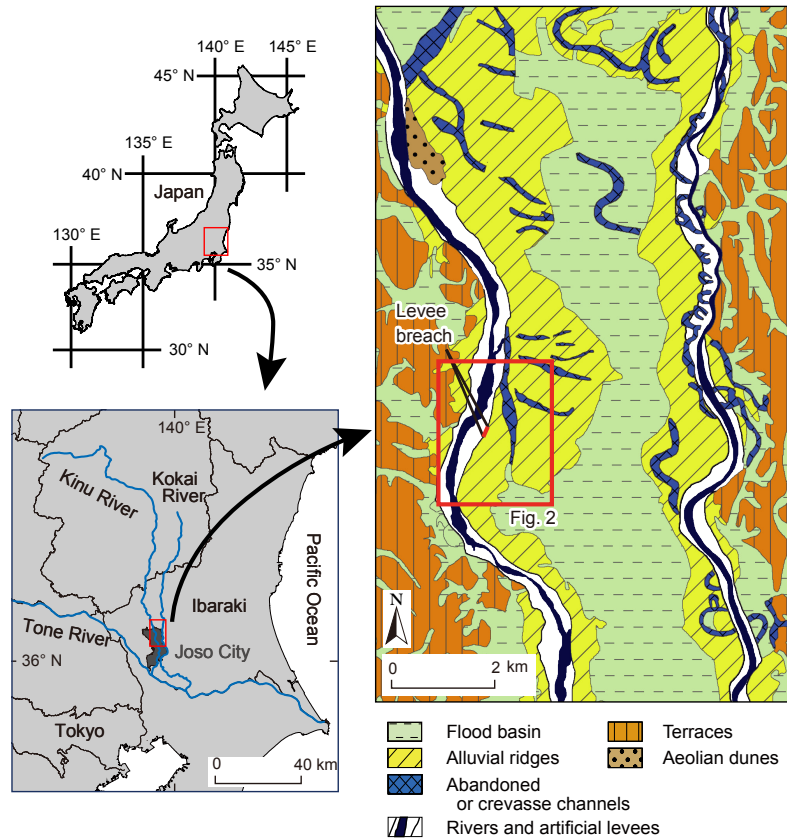 140° E
145° E
45° N
135° E
40° N
Japan
130° E
35° N
30° N
140° E
Kinu River
Kokai
River
Pacific Ocean
Ibaraki
Tone River
Joso City
36° N
Tokyo
0
40 km
Levee
breach
Fig. 2
N
0
2 km
Flood basin
Alluvial ridges
Abandoned
or crevasse channels
Rivers and artificial levees
Terraces
Aeolian dunes